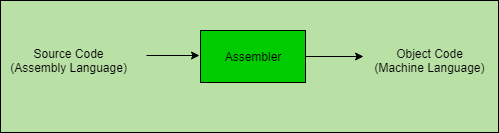 Source Code
(Assembly Language)
Assembler
Object Code
(Machine Language)